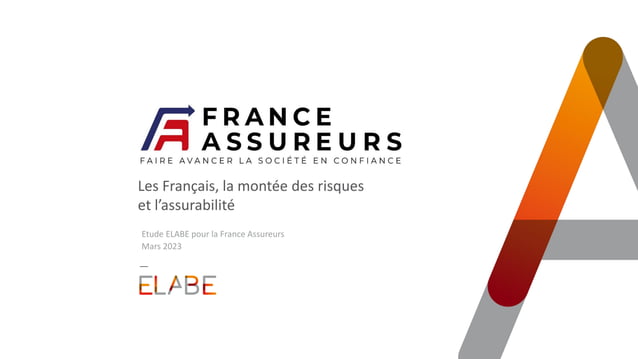 FRANCE
ASSUREURS
FAIRE AVANCER LA SOCIÉTÉ EN CONFIANCE
Les Français, la montée des risques
et l’assurabilité
Etude ELABE pour la France Assureurs
Mars 2023
ELABE